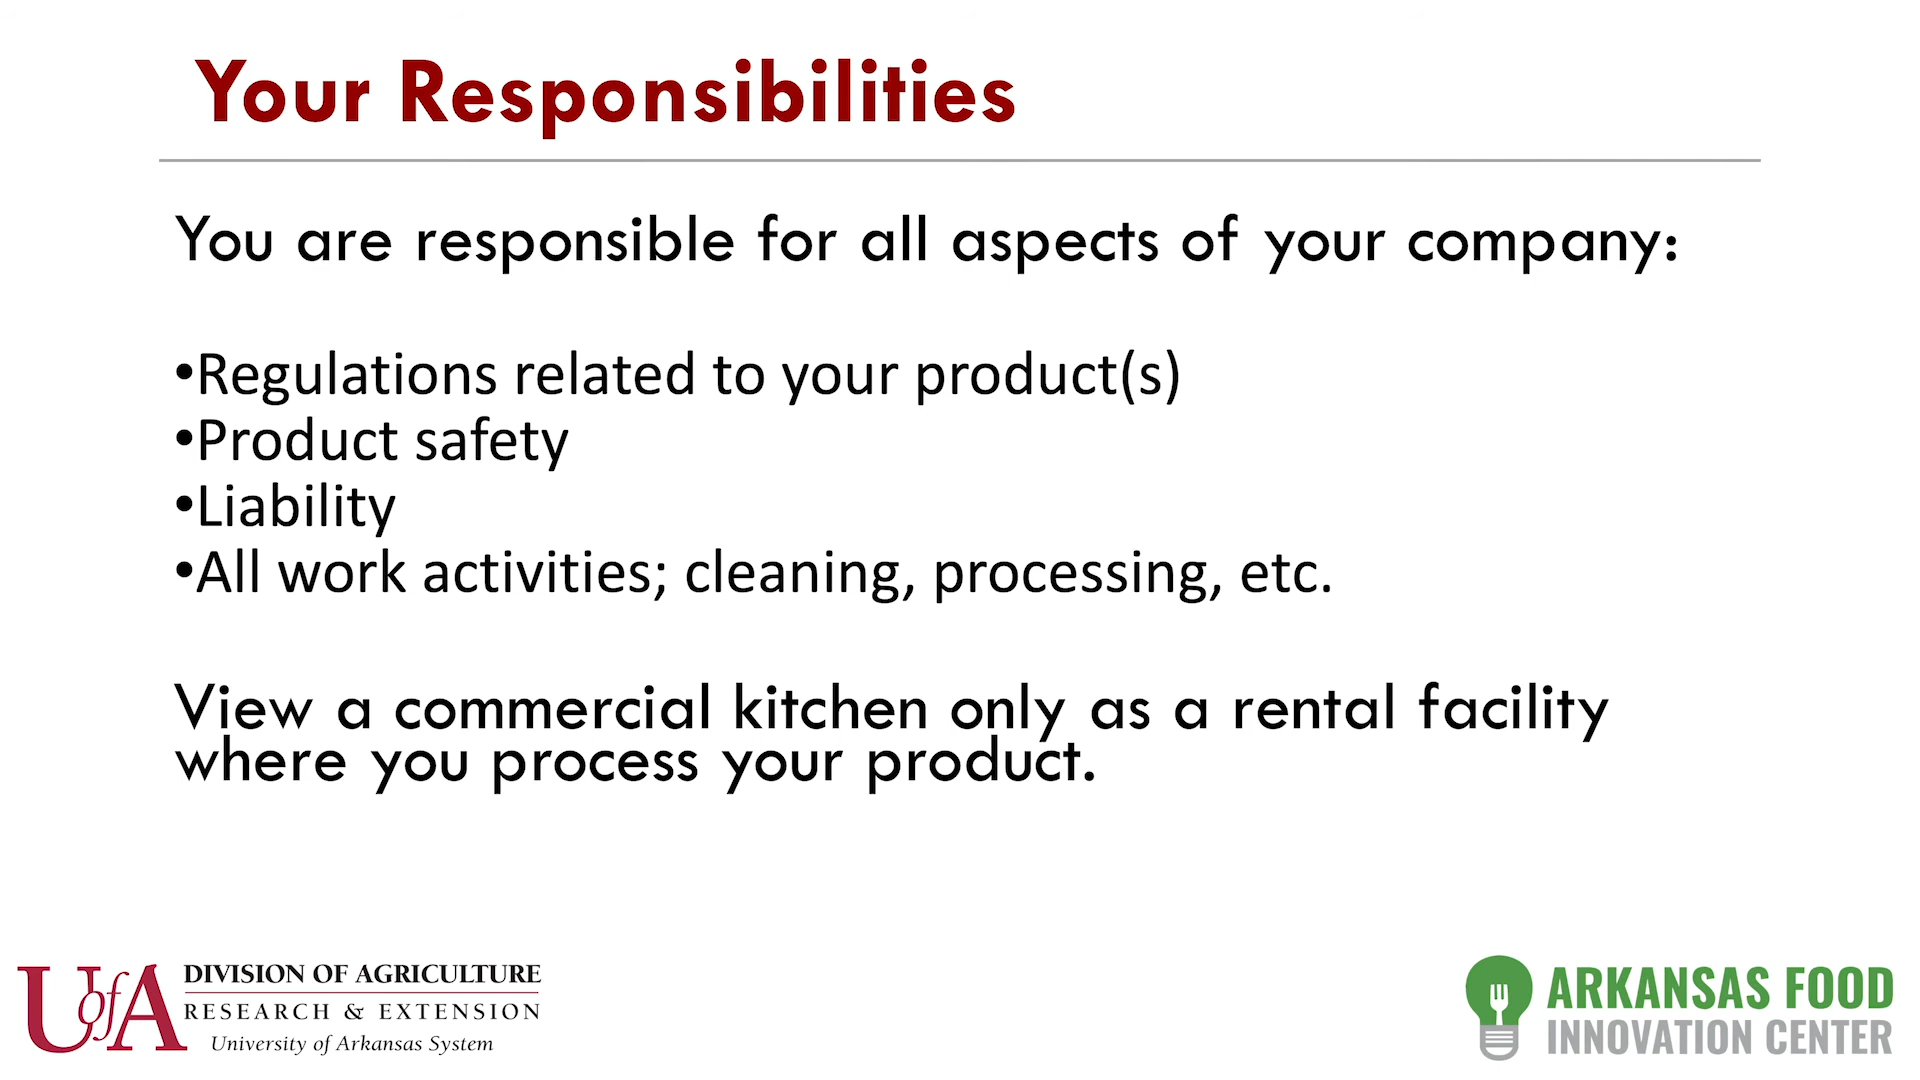 Your Responsibilities
You are responsible for all aspects of your company:
•Regulations related to your product(s)
•Product safety
•Liability
•All work activities; cleaning, processing, etc.
View a commercial kitchen only as a rental facility
where you process your product.
UofA
DIVISION OF AGRICULTURE
RESEARCH & EXTENSION
University of Arkansas System
ARKANSAS FOOD
INNOVATION CENTER